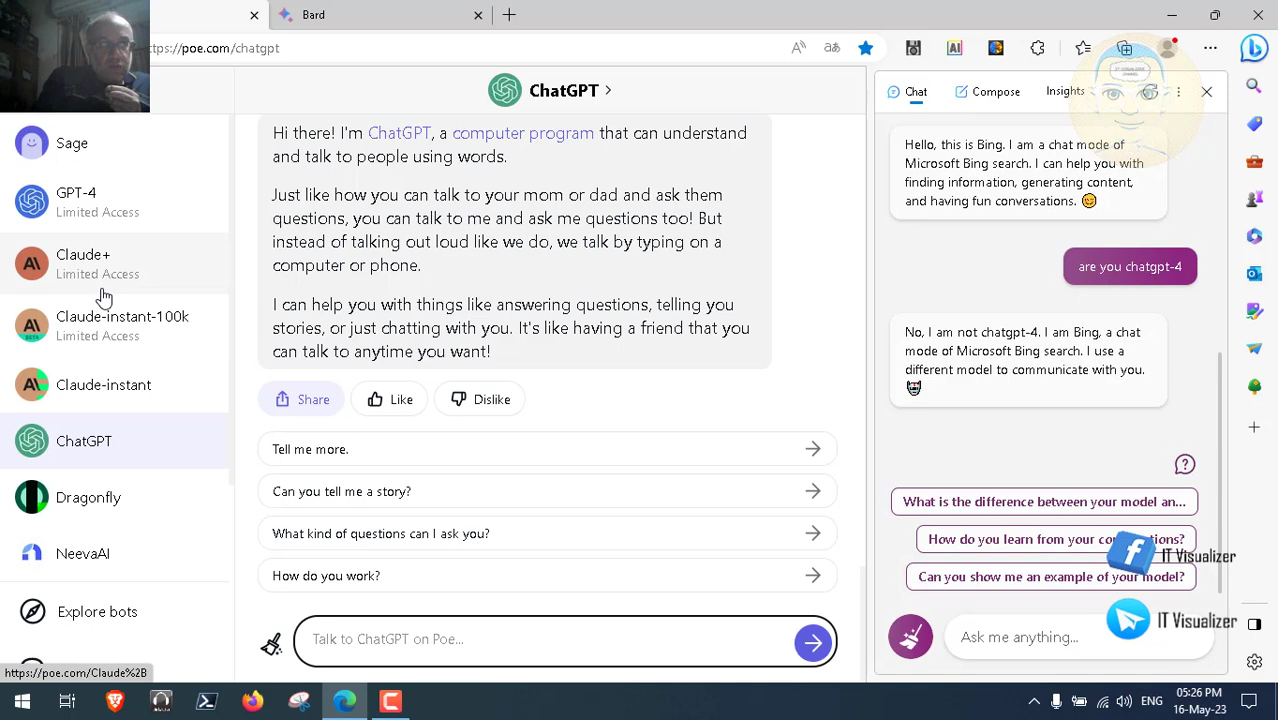 Bard
ttps://poe.com/chatgpt
ChatGPT
Sage
GPT-4
Limited Access
Claude+
Limited Access
Claude-instant-100k
Limited Access
BETA
Claude-instant
ChatGPT
Dragonfly
NeevaAI
Explore bots
https://poe.com/Claude%2B
Hi there! I'm ChatGPT, a computer program that can understand
and talk to people using words.
Just like how you can talk to your mom or dad and ask them
questions, you can talk to me and ask me questions too! But
instead of talking out loud like we do, we talk by typing on a
computer or phone.
I can help you with things like answering questions, telling you
stories, or just chatting with you. It's like having a friend that you
can talk to anytime you want!
Share
Like
Dislike
Tell me more.
Can you tell me a story?
What kind of questions can I ask you?
How do you work?
Talk to ChatGPT on Poe...
Chat
Compose
Insights
IT VISUALIZER
CHANNEL
Hello, this is Bing. I am a chat mode of
Microsoft Bing search. I can help you with
finding information, generating content,
and having fun conversations. 😊
are you chatgpt-4
No, I am not chatgpt-4. I am Bing, a chat
mode of Microsoft Bing search. I use a
different model to communicate with you.
What is the difference between your model an...
How do you learn from your conversations?
Can you show me an example of your model?
IT Visualizer
IT Visualizer
Ask me anything...
ENG
05:26 PM
16-May-23